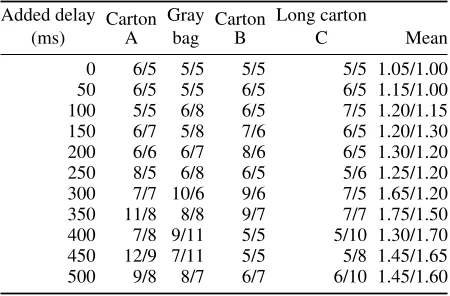 Added delay Carton Gray Carton Long carton
(ms) A bag B C Mean
0 6/5 5/5 5/5 5/5 1.05/1.00
50 6/5 5/5 6/5 6/5 1.15/1.00
100 5/5 6/8 6/5 7/5 1.20/1.15
150 6/7 5/8 7/6 6/5 1.20/1.30
200 6/6 6/7 8/6 6/5 1.30/1.20
250 8/5 6/8 6/5 5/6 1.25/1.20
300 7/7 10/6 9/6 7/5 1.65/1.20
350 11/8 8/8 9/7 7/7 1.75/1.50
400 7/8 9/11 5/5 5/10 1.30/1.70
450 12/9 7/11 5/5 5/8 1.45/1.65
500 9/8 8/7 6/7 6/10 1.45/1.60